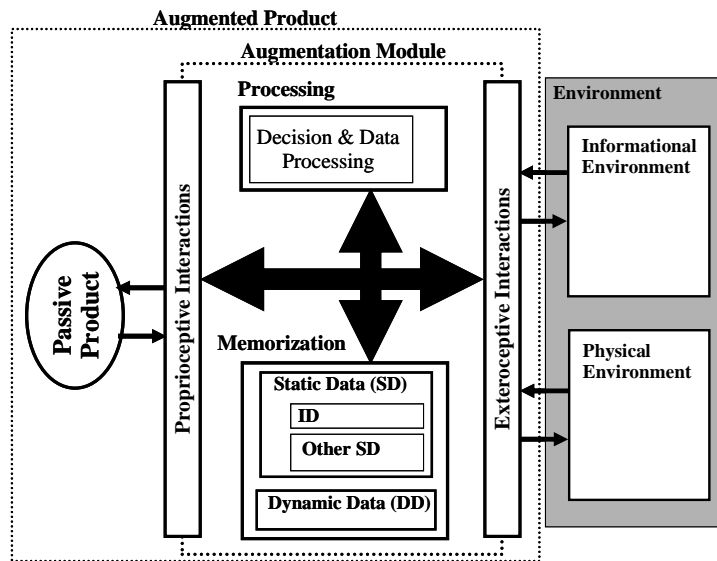 Augmented Product
Augmentation Module
Processing
Decision & Data
Processing
Proprioceptive Interactions
Passive
Product
Memorization
Static Data (SD)
ID
Other SD
Dynamic Data (DD)
Exteroceptive Interactions
Environment
Informational
Environment
Physical
Environment